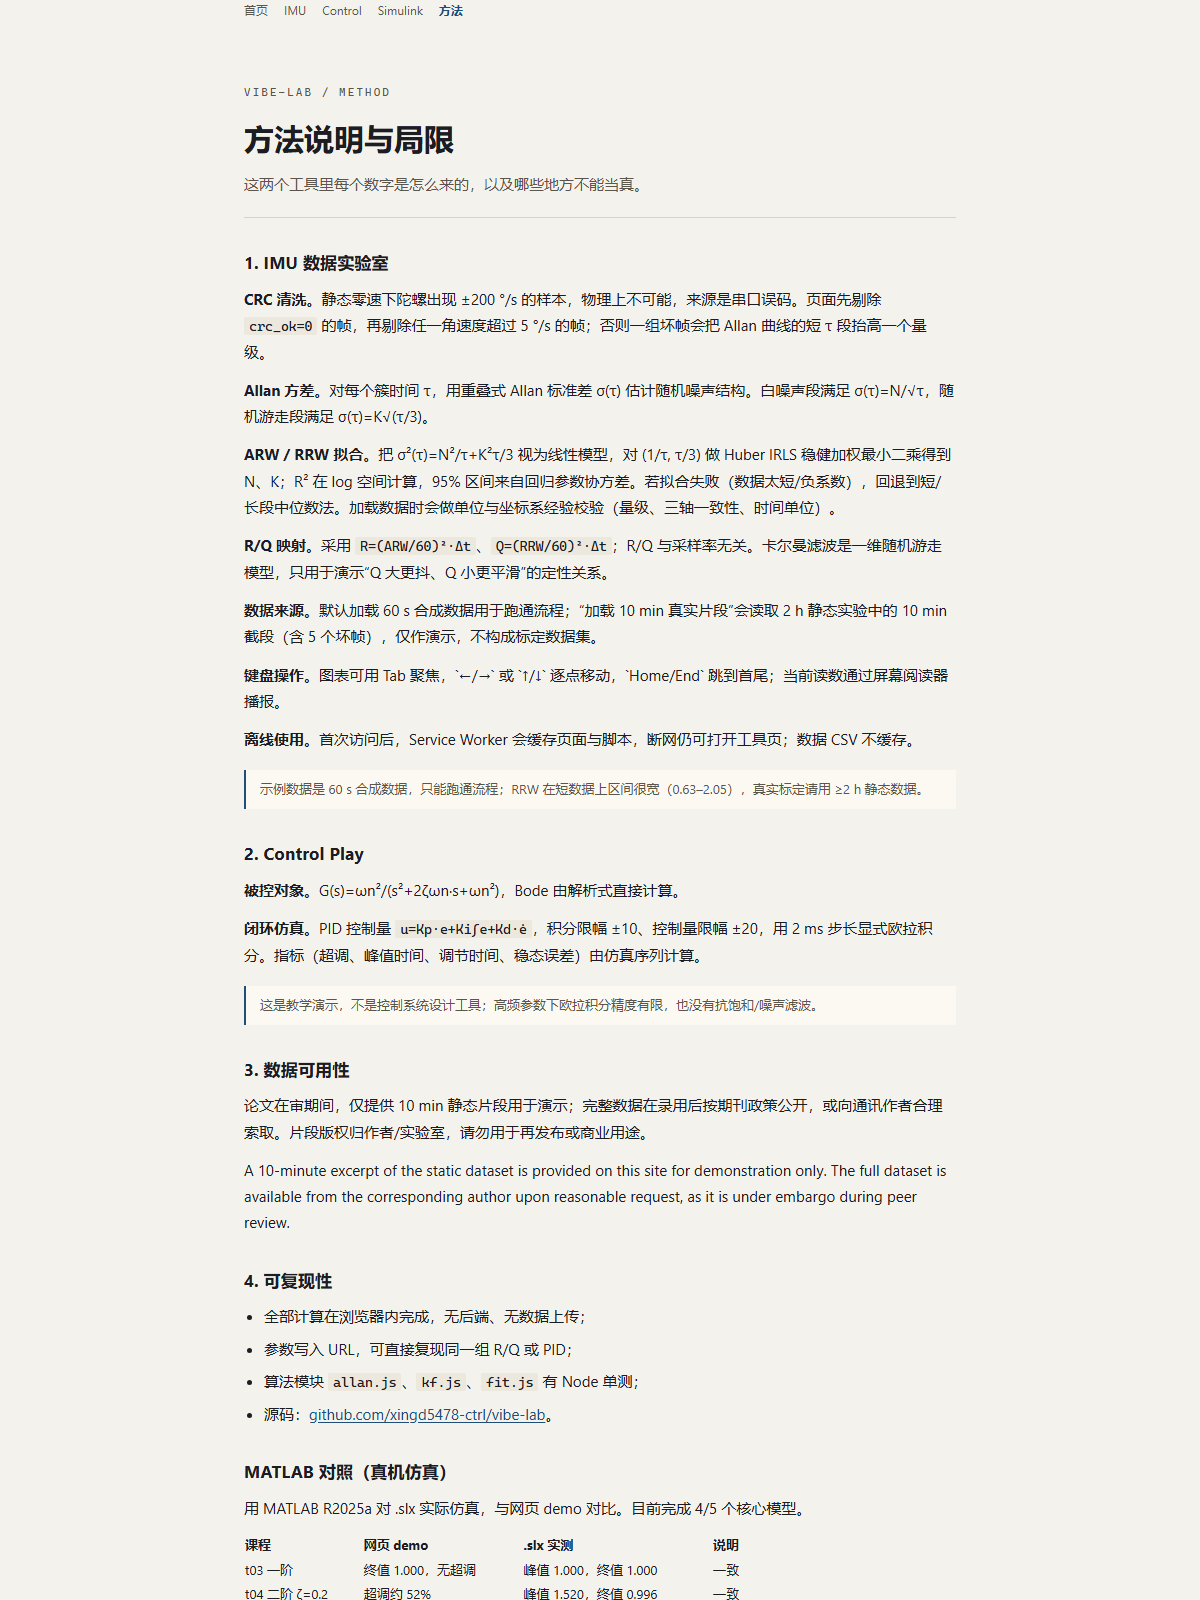 首页 IMU Control Simulink 方法
VIBE-LAB / METHOD
方法说明与局限
这两个工具里每个数字是怎么来的，以及哪些地方不能当真。
1. IMU 数据实验室
CRC 清洗。静态零速下陀螺出现 ±200 °/s 的样本，物理上不可能，来源是串口误码。页面先剔除
crc_ok=0 的帧，再剔除任一角速度超过 5 °/s 的帧；否则一组坏帧会把 Allan 曲线的短 τ 段抬高一个量
级。
Allan 方差。对每个簇时间 τ，用重叠式 Allan 标准差 σ(τ) 估计随机噪声结构。白噪声段满足 σ(τ)=N/√τ，随
机游走段满足 σ(τ)=K√(τ/3)。
ARW / RRW 拟合。把 σ²(τ)=N²/τ+K²τ/3 视为线性模型，对 (1/τ, τ/3) 做 Huber IRLS 稳健加权最小二乘得到
N、K；R² 在 log 空间计算，95% 区间来自回归参数协方差。若拟合失败（数据太短/负系数），回退到短/
长段中位数法。加载数据时会做单位与坐标系经验校验（量级、三轴一致性、时间单位）。
R/Q 映射。采用 R=(ARW/60)²·Δt、Q=(RRW/60)²·Δt；R/Q 与采样率无关。卡尔曼滤波是一维随机游走
模型，只用于演示“Q 大更抖、Q 小更平滑”的定性关系。
数据来源。默认加载 60 s 合成数据用于跑通流程；“加载 10 min 真实片段”会读取 2 h 静态实验中的 10 min
截段（含 5 个坏帧），仅作演示，不构成标定数据集。
键盘操作。图表可用 Tab 聚焦，`←/→` 或 `↑/↓` 逐点移动，`Home/End` 跳到首尾；当前读数通过屏幕阅读器
播报。
离线使用。首次访问后，Service Worker 会缓存页面与脚本，断网仍可打开工具页；数据 CSV 不缓存。
示例数据是 60 s 合成数据，只能跑通流程；RRW 在短数据上区间很宽（0.63–2.05），真实标定请用 ≥2 h 静态数据。
2. Control Play
被控对象。G(s)=ωn²/(s²+2ζωn·s+ωn²)，Bode 由解析式直接计算。
闭环仿真。PID 控制量 u=Kp·e+Ki∫e+Kd·ė，积分限幅 ±10、控制量限幅 ±20，用 2 ms 步长显式欧拉积
分。指标（超调、峰值时间、调节时间、稳态误差）由仿真序列计算。
这是教学演示，不是控制系统设计工具；高频参数下欧拉积分精度有限，也没有抗饱和/噪声滤波。
3. 数据可用性
论文在审期间，仅提供 10 min 静态片段用于演示；完整数据在录用后按期刊政策公开，或向通讯作者合理
索取。片段版权归作者/实验室，请勿用于再发布或商业用途。
A 10-minute excerpt of the static dataset is provided on this site for demonstration only. The full dataset is
available from the corresponding author upon reasonable request, as it is under embargo during peer
review.
4. 可复现性
• 全部计算在浏览器内完成，无后端、无数据上传；
• 参数写入 URL，可直接复现同一组 R/Q 或 PID；
• 算法模块 allan.js、kf.js、fit.js 有 Node 单测；
• 源码：github.com/xingd5478-ctrl/vibe-lab。
MATLAB 对照（真机仿真）
用 MATLAB R2025a 对 .slx 实际仿真，与网页 demo 对比。目前完成 4/5 个核心模型。
课程 网页 demo .slx 实测 说明
t03 一阶 终值 1.000，无超调 峰值 1.000，终值 1.000 一致
t04 二阶 ζ=0.2 超调约 52% 峰值 1.520，终值 0.996 一致